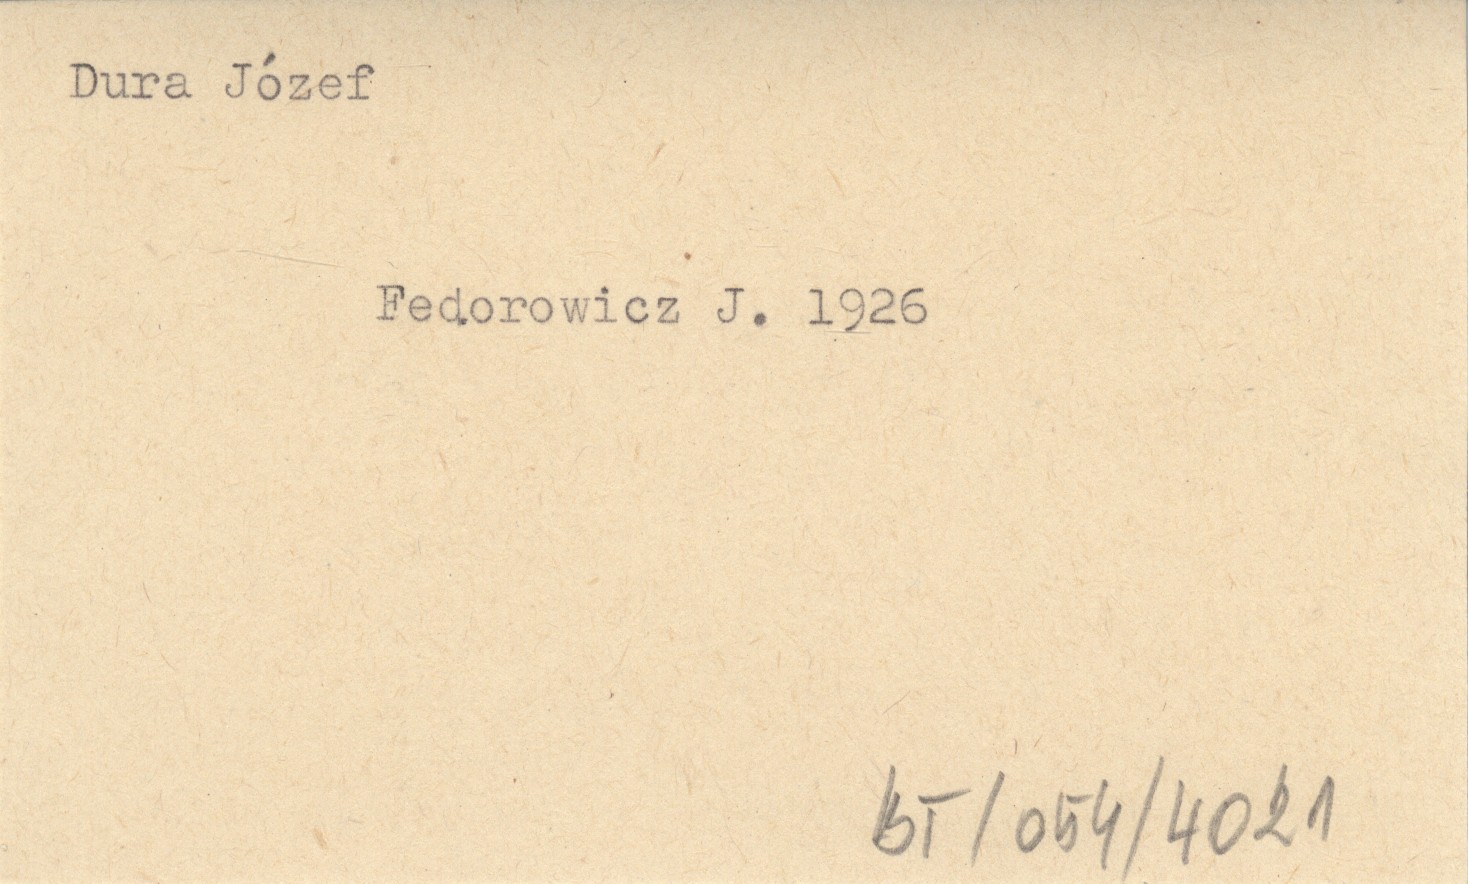 Dura Józef
Fedorowicz J. 1926
BT/054/4021